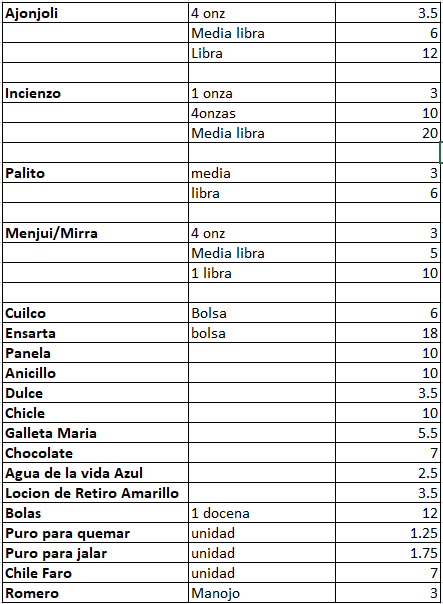 Ajonjoli 4 onz 3.5
Media libra 6
Libra 12
Incienzo 1 onza 3
4onzas 10
Media libra 20
Palito media 3
libra 6
Menjui/Mirra 4 onz 3
Media libra 5
1 libra 10
Cuilco Bolsa 6
Ensarta bolsa 18
Panela 10
Anicillo 10
Dulce 3.5
Chicle 10
Galleta Maria 5.5
Chocolate 7
Agua de la vida Azul 2.5
Locion de Retiro Amarillo 3.5
Bolas 1 docena 12
Puro para quemar unidad 1.25
Puro para jalar unidad 1.75
Chile Faro unidad 7
Romero Manojo 3